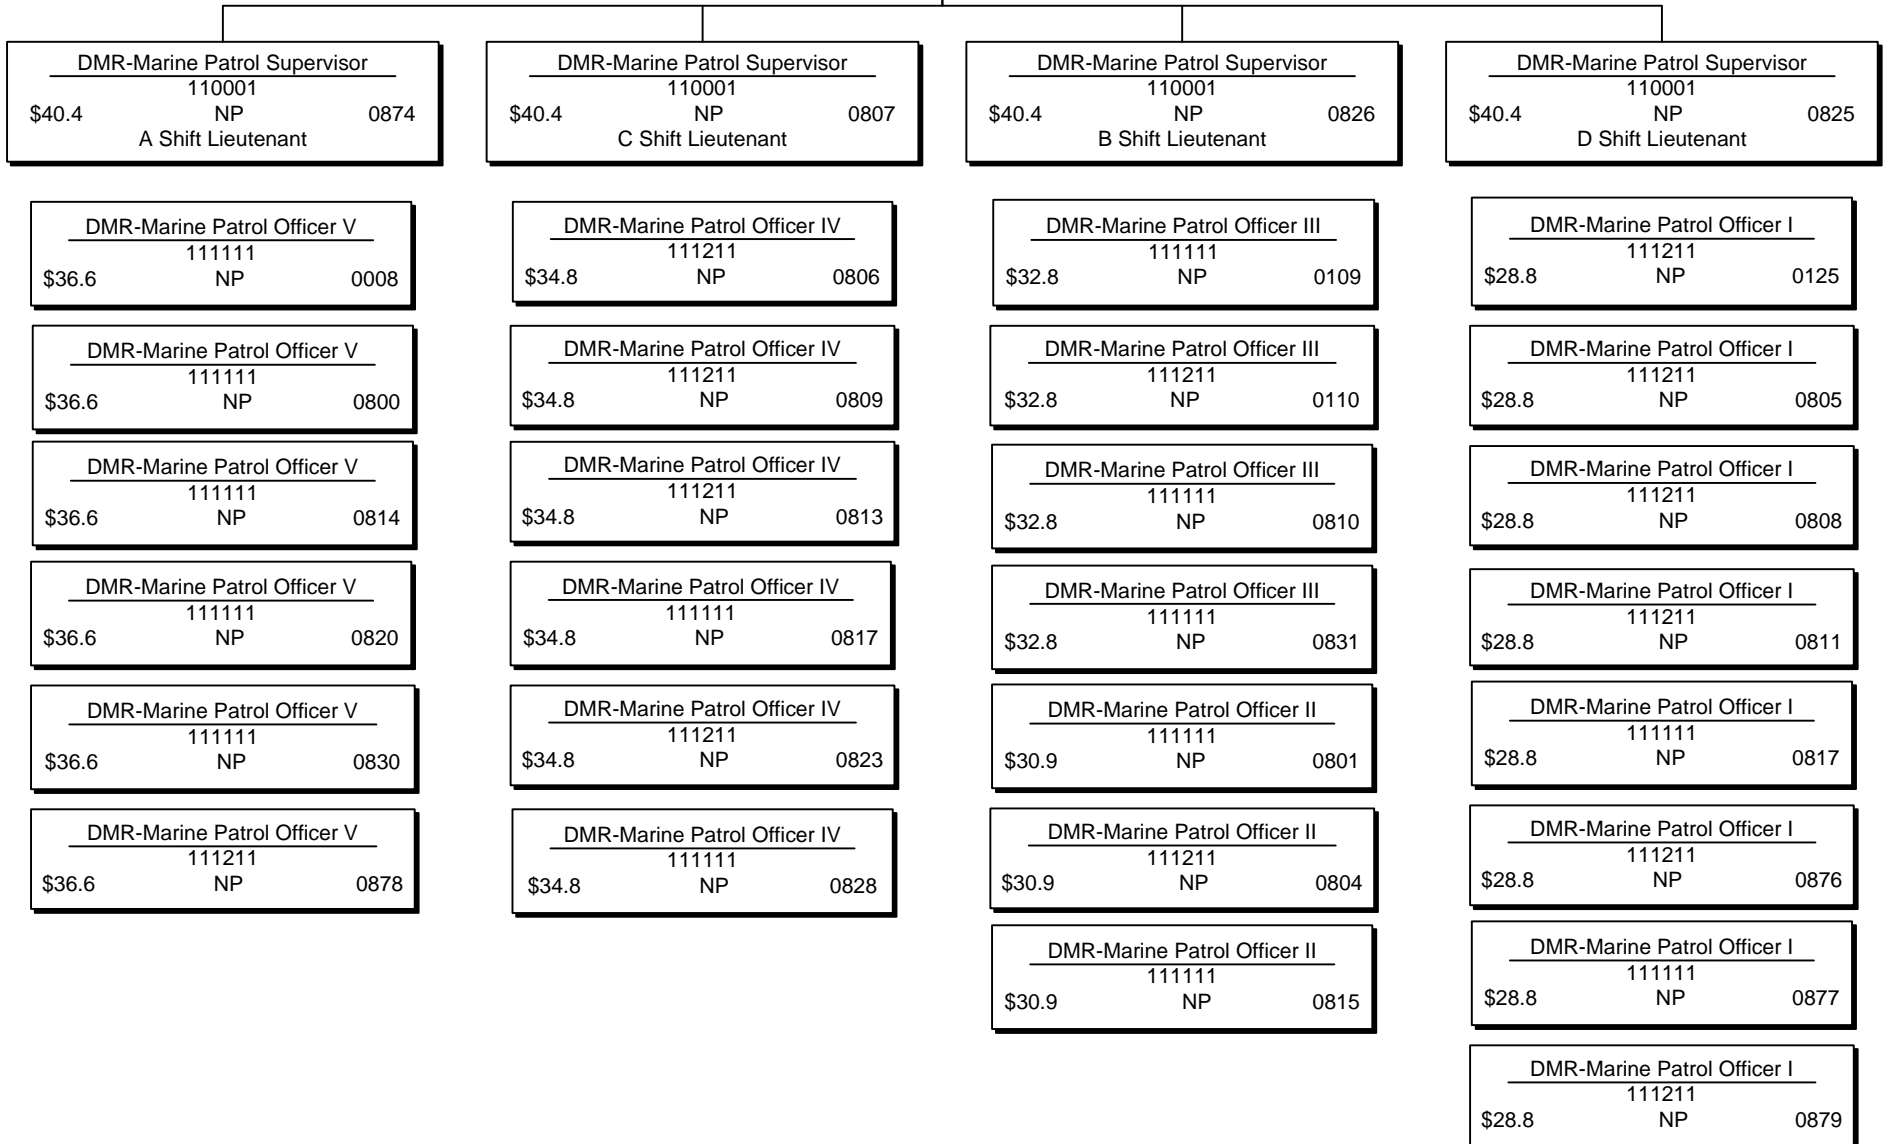 DMR-Marine Patrol Supervisor
110001
$40.4 NP 0874
A Shift Lieutenant
DMR-Marine Patrol Supervisor
110001
$40.4 NP 0807
C Shift Lieutenant
DMR-Marine Patrol Supervisor
110001
$40.4 NP 0826
B Shift Lieutenant
DMR-Marine Patrol Supervisor
110001
$40.4 NP 0825
D Shift Lieutenant
DMR-Marine Patrol Officer V
111111
$36.6 NP 0008
DMR-Marine Patrol Officer V
111111
$36.6 NP 0800
DMR-Marine Patrol Officer V
111111
$36.6 NP 0814
DMR-Marine Patrol Officer V
111111
$36.6 NP 0820
DMR-Marine Patrol Officer V
111111
$36.6 NP 0830
DMR-Marine Patrol Officer V
111211
$36.6 NP 0878
DMR-Marine Patrol Officer IV
111211
$34.8 NP 0806
DMR-Marine Patrol Officer IV
111211
$34.8 NP 0809
DMR-Marine Patrol Officer IV
111211
$34.8 NP 0813
DMR-Marine Patrol Officer IV
111111
$34.8 NP 0817
DMR-Marine Patrol Officer IV
111211
$34.8 NP 0823
DMR-Marine Patrol Officer IV
111111
$34.8 NP 0828
DMR-Marine Patrol Officer III
111111
$32.8 NP 0109
DMR-Marine Patrol Officer III
111211
$32.8 NP 0110
DMR-Marine Patrol Officer III
111111
$32.8 NP 0810
DMR-Marine Patrol Officer III
111111
$32.8 NP 0831
DMR-Marine Patrol Officer II
111111
$30.9 NP 0801
DMR-Marine Patrol Officer II
111211
$30.9 NP 0804
DMR-Marine Patrol Officer II
111111
$30.9 NP 0815
DMR-Marine Patrol Officer I
111211
$28.8 NP 0125
DMR-Marine Patrol Officer I
111211
$28.8 NP 0805
DMR-Marine Patrol Officer I
111211
$28.8 NP 0808
DMR-Marine Patrol Officer I
111211
$28.8 NP 0811
DMR-Marine Patrol Officer I
111111
$28.8 NP 0817
DMR-Marine Patrol Officer I
111211
$28.8 NP 0876
DMR-Marine Patrol Officer I
111111
$28.8 NP 0877
DMR-Marine Patrol Officer I
111211
$28.8 NP 0879